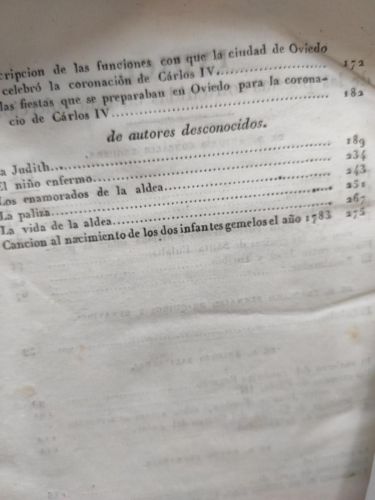 cripcion de las funciones con que la ciudad de Oviedo
celebró la coronación de Cárlos IV.................. 172
las fiestas que se preparaban en Oviedo para la corona-
cio de Cárlos IV.................. 182
de autores desconocidos.
a Judith.................. 189
El niño enfermo.................. 234
Los enamorados de la aldea.................. 243
La paliza.................. 251
La vida de la aldea.................. 267
Cancion al nacimiento de los dos infantes gemelos el año 1783 275